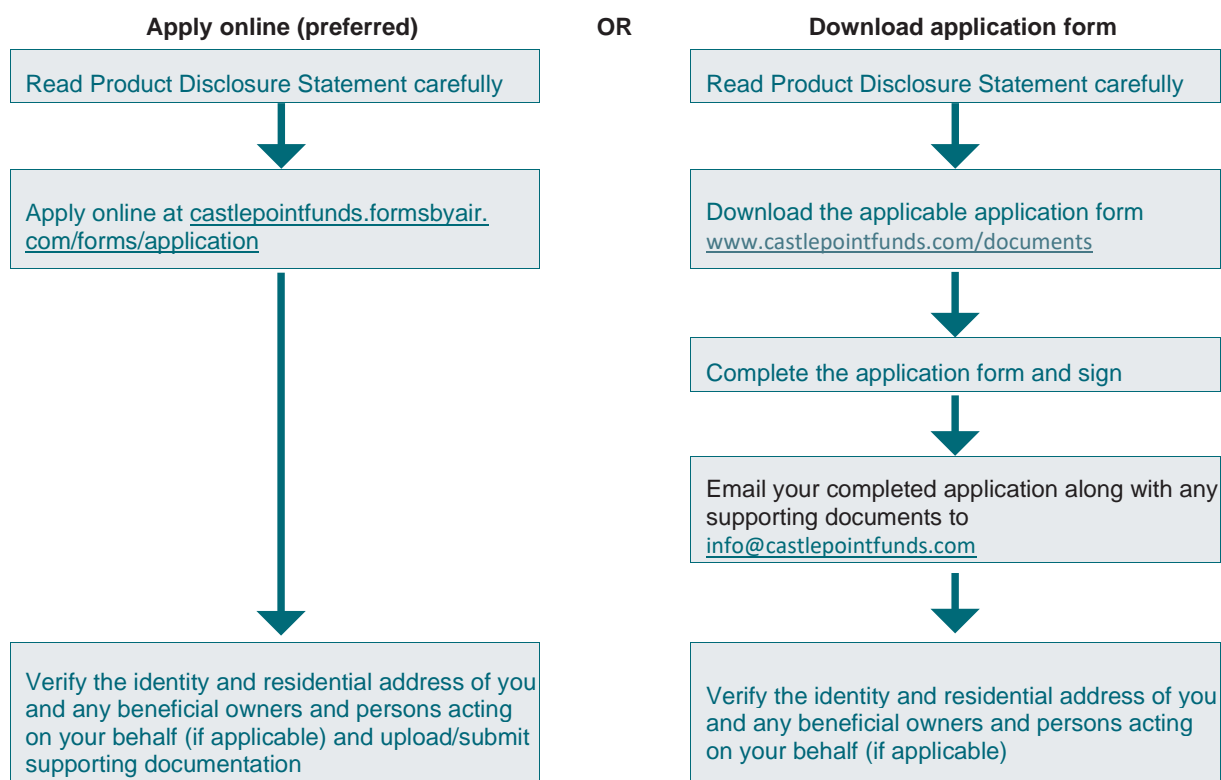 Apply online (preferred)
OR
Download application form
Read Product Disclosure Statement carefully
Apply online at castlepointfunds.formsbyair.
com/forms/application
Verify the identity and residential address of you
and any beneficial owners and persons acting
on your behalf (if applicable) and upload/submit
supporting documentation
Read Product Disclosure Statement carefully
Download the applicable application form
www.castlepointfunds.com/documents
Complete the application form and sign
Email your completed application along with any
supporting documents to
info@castlepointfunds.com
Verify the identity and residential address of you
and any beneficial owners and persons acting
on your behalf (if applicable)